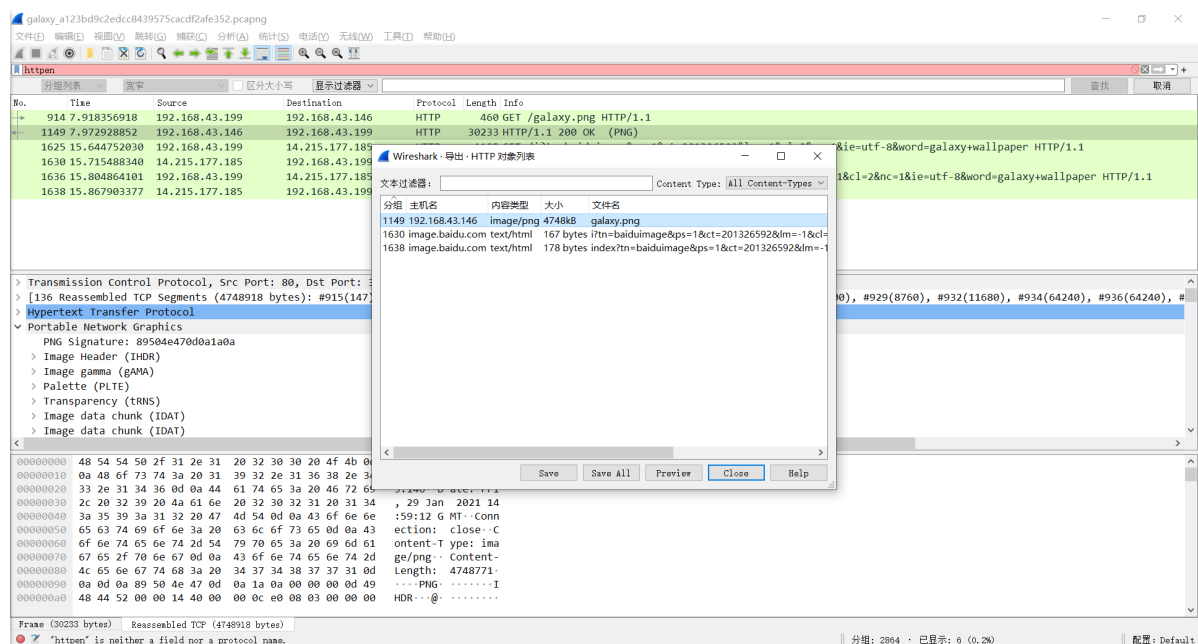 galaxy_a123bd9c2edcc8439575cacdf2afe352.pcapng
文件(F) 编辑(E) 视图(V) 跳转(G) 捕获(C) 分析(A) 统计(S) 电话(Y) 无线(W) 工具(T) 帮助(H)
httpen
分组列表 宽窄 区分大小写 显示过滤器 查找 取消
No. Time Source Destination Protocol Length Info
914 7.918356918 192.168.43.199 192.168.43.146 HTTP 460 GET /galaxy.png HTTP/1.1
1149 7.972928852 192.168.43.146 192.168.43.199 HTTP 30233 HTTP/1.1 200 OK (PNG)
1625 15.644752030 192.168.43.199 14.215.177.185 &ie=utf-8&word=galaxy+wallpaper HTTP/1.1
1630 15.715488340 14.215.177.185 192.168.43.199
1636 15.804864101 192.168.43.199 14.215.177.185 1&cl=2&nc=1&ie=utf-8&word=galaxy+wallpaper HTTP/1.1
1638 15.867903377 14.215.177.185 192.168.43.199
Wireshark · 导出 · HTTP 对象列表
文本过滤器: Content Type: All Content-Types
分组 主机名 内容类型 大小 文件名
1149 192.168.43.146 image/png 4748kB galaxy.png
1630 image.baidu.com text/html 167 bytes i?tn=baiduimage&ps=1&ct=201326592&lm=-1&cl=
1638 image.baidu.com text/html 178 bytes index?tn=baiduimage&ps=1&ct=201326592&lm=-1
Save Save All Preview Close Help
Transmission Control Protocol, Src Port: 80, Dst Port:
[136 Reassembled TCP Segments (4748918 bytes): #915(147) 0), #929(8760), #932(11680), #934(64240), #936(64240), #
Hypertext Transfer Protocol
Portable Network Graphics
PNG Signature: 89504e470d0a1a0a
Image Header (IHDR)
Image gamma (gAMA)
Palette (PLTE)
Transparency (tRNS)
Image data chunk (IDAT)
Image data chunk (IDAT)
00000000 48 54 54 50 2f 31 2e 31 20 32 30 30 20 4f 4b
00000010 0a 48 6f 73 74 3a 20 31 39 32 2e 31 36 38 2e
00000020 33 2e 31 34 36 0d 0a 44 61 74 65 3a 20 46 72
00000030 2c 20 32 39 20 4a 61 6e 20 32 30 32 31 20 31 34 , 29 Jan 2021 14
00000040 3a 35 39 3a 31 32 20 47 4d 54 0d 0a 43 6f 6e 6e :59:12 G MT··Conn
00000050 65 63 74 69 6f 6e 3a 20 63 6c 6f 73 65 0d 0a 43 ection: close··C
00000060 6f 6e 74 65 6e 74 2d 54 79 70 65 3a 20 69 6d 61 ontent-T ype: ima
00000070 67 65 2f 70 6e 67 0d 0a 43 6f 6e 74 65 6e 74 2d ge/png·· Content-
00000080 4c 65 6e 67 74 68 3a 20 34 37 34 38 37 37 31 0d Length: 4748771·
00000090 0a 0d 0a 89 50 4e 47 0d 0a 1a 0a 00 00 00 0d 49 ····PNG· ·······I
000000a0 48 44 52 00 00 14 40 00 00 0c e0 08 03 00 00 00 HDR···@· ········
Frame (30233 bytes) Reassembled TCP (4748918 bytes)
"httpen" is neither a field nor a protocol name. 分组: 2864 · 已显示: 6 (0.2%) 配置: Default